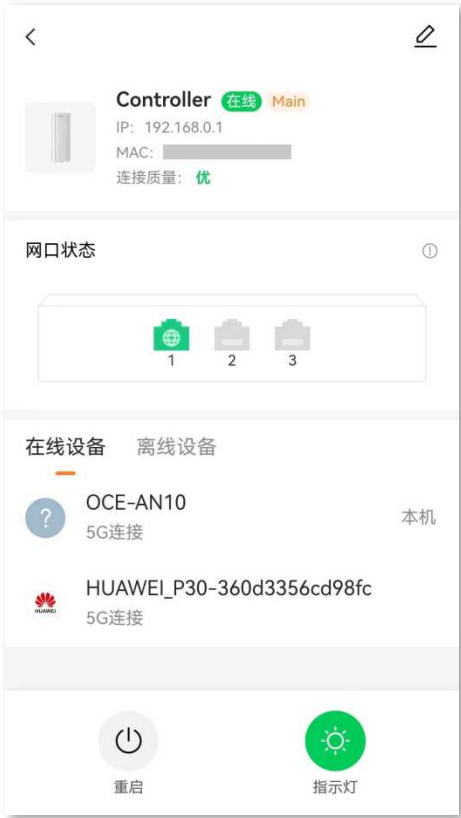 Controller 在线 Main
IP: 192.168.0.1
MAC:
连接质量: 优
网口状态
1 2 3
在线设备 离线设备
?
OCE-AN10
5G连接
本机
HUAWEI
HUAWEI_P30-360d3356cd98fc
5G连接
重启 指示灯